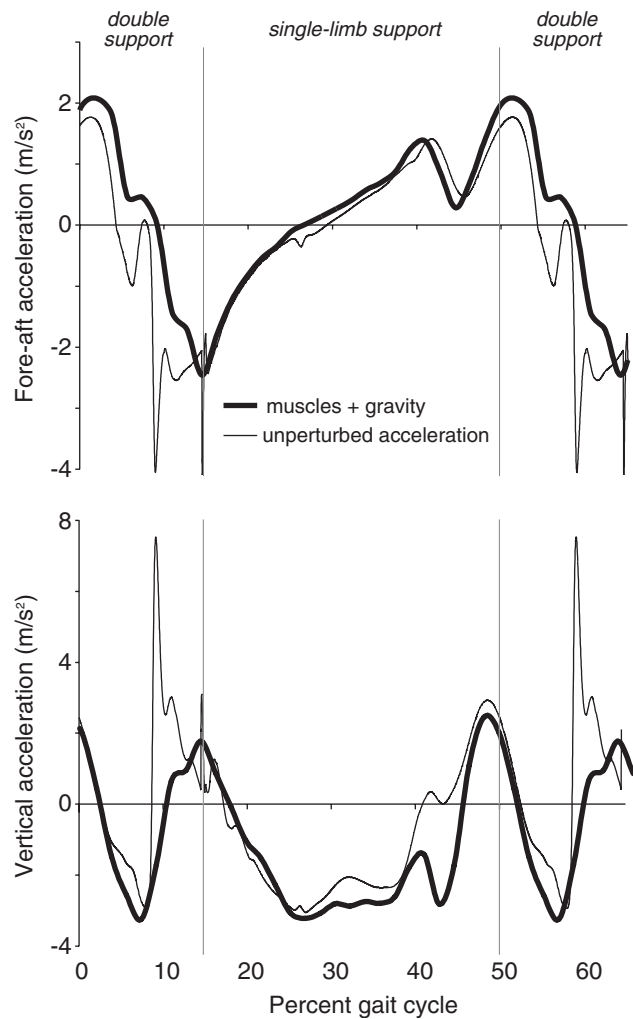 double support
single-limb support
double support
Fore-aft acceleration (m/s²)
2
0
-2
-4
muscles + gravity
unperturbed acceleration
Vertical acceleration (m/s²)
8
4
0
-4
0 10 20 30 40 50 60
Percent gait cycle